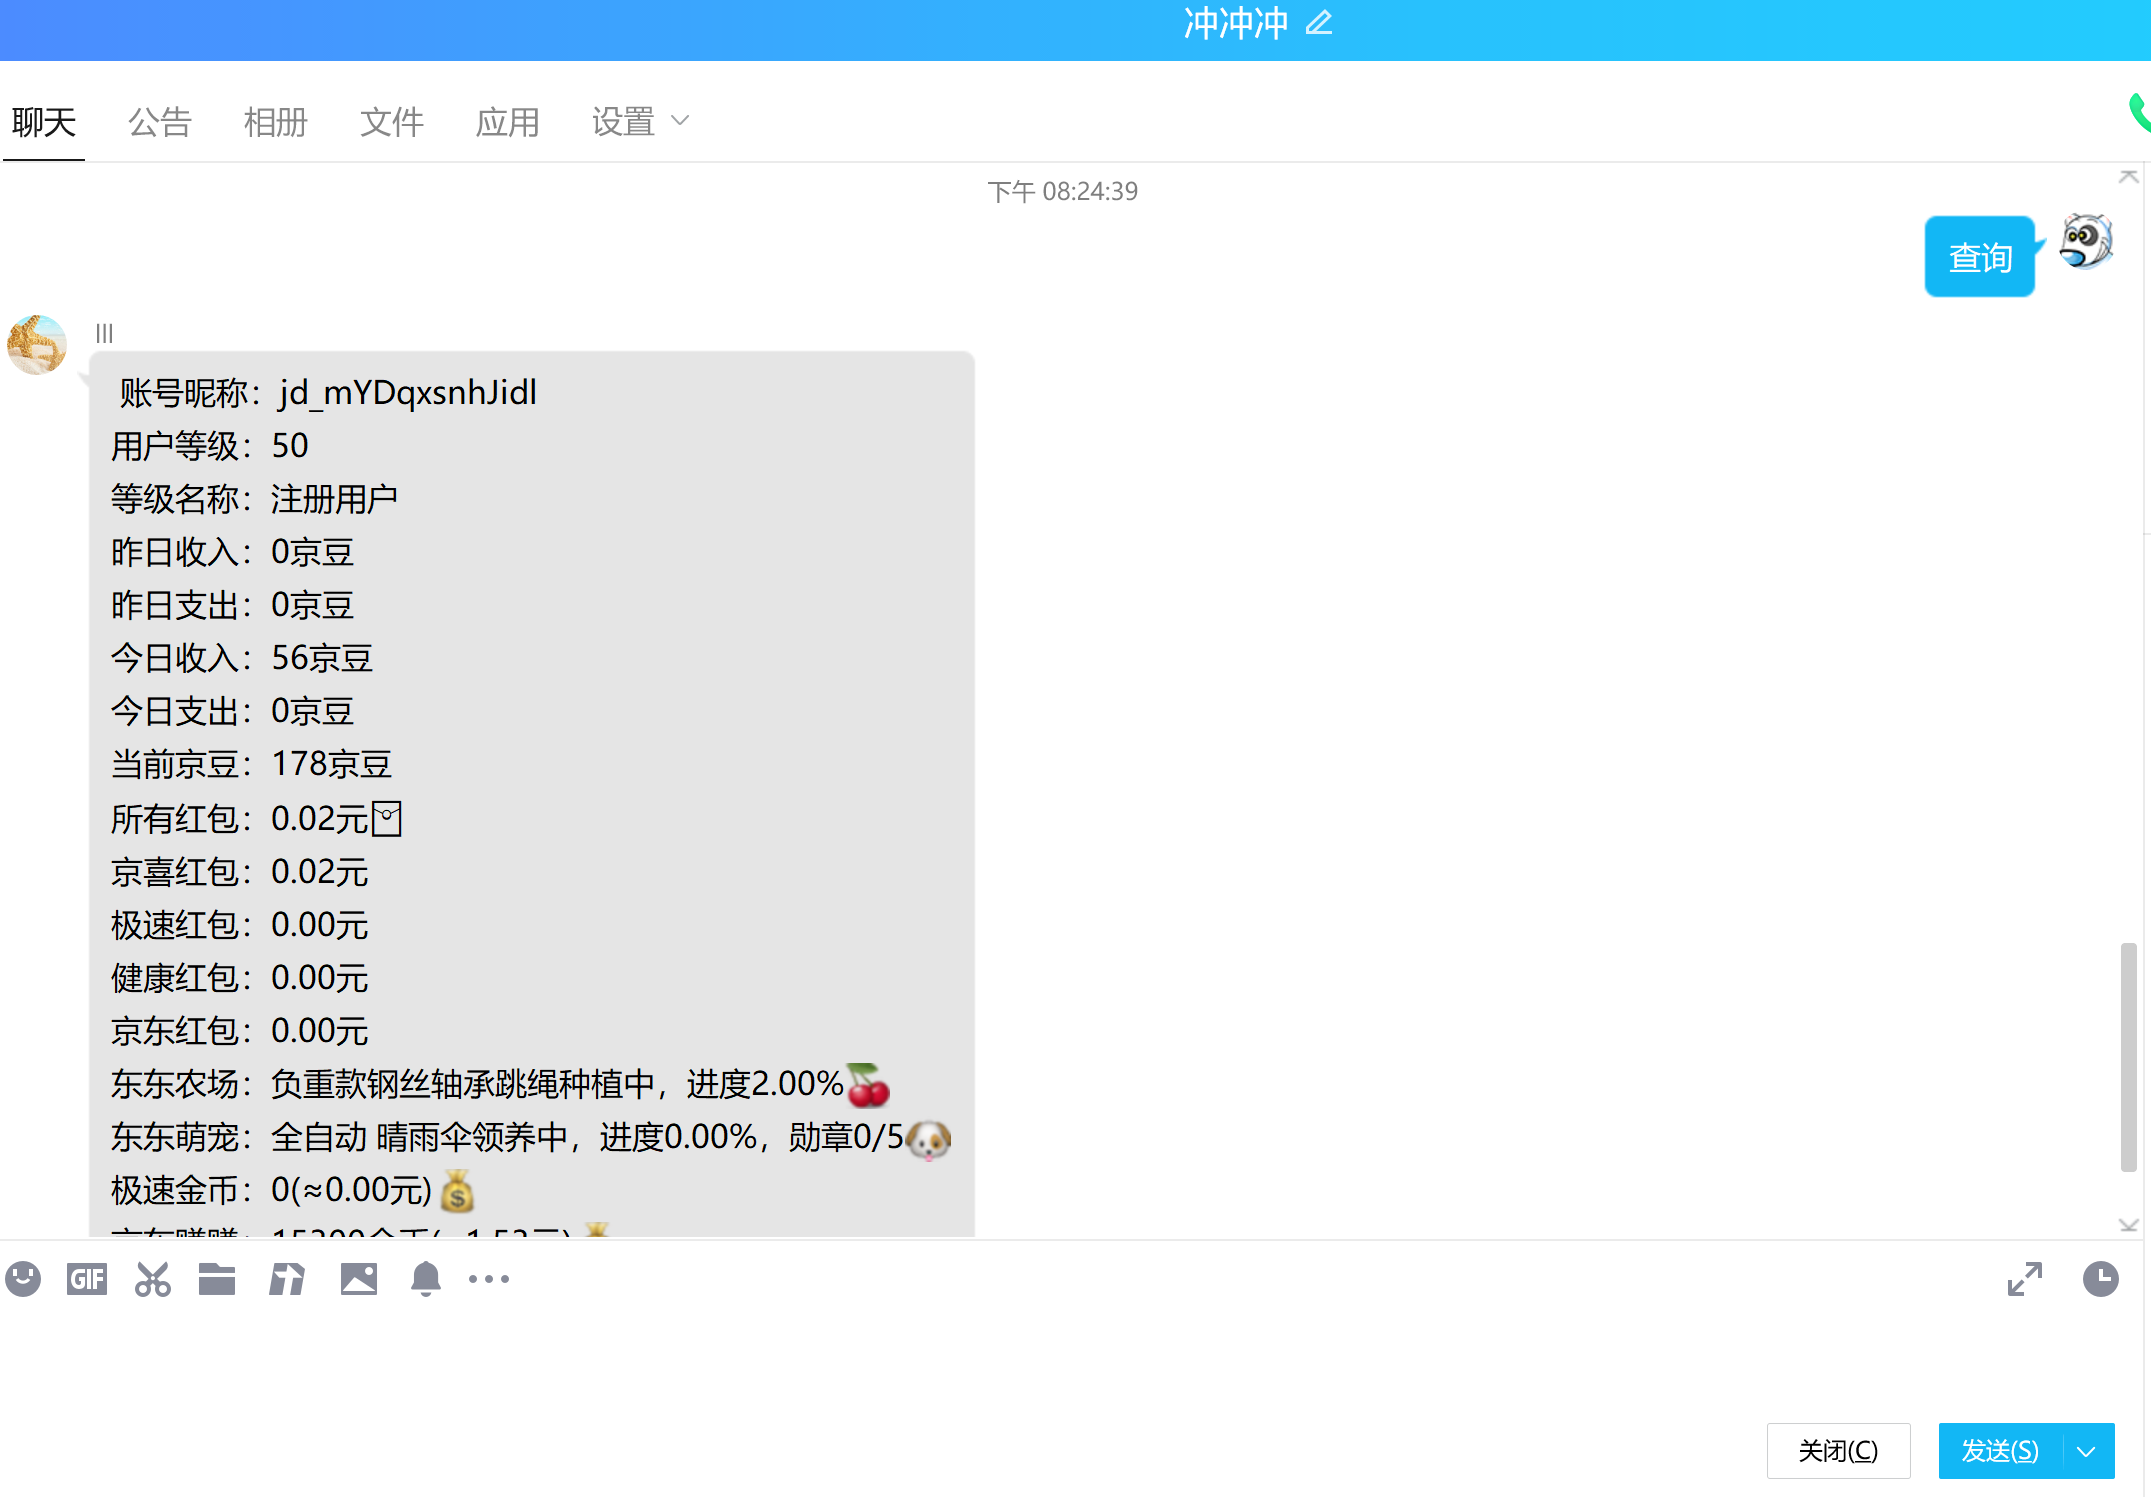 冲冲冲
聊天 公告 相册 文件 应用 设置
下午 08:24:39
查询
|||
账号昵称：jd_mYDqxsnhJidl
用户等级：50
等级名称：注册用户
昨日收入：0京豆
昨日支出：0京豆
今日收入：56京豆
今日支出：0京豆
当前京豆：178京豆
所有红包：0.02元🧧
京喜红包：0.02元
极速红包：0.00元
健康红包：0.00元
京东红包：0.00元
东东农场：负重款钢丝轴承跳绳种植中，进度2.00%🍒
东东萌宠：全自动 晴雨伞领养中，进度0.00%，勋章0/5🐶
极速金币：0(≈0.00元)💰
GIF
关闭(C) 发送(S)